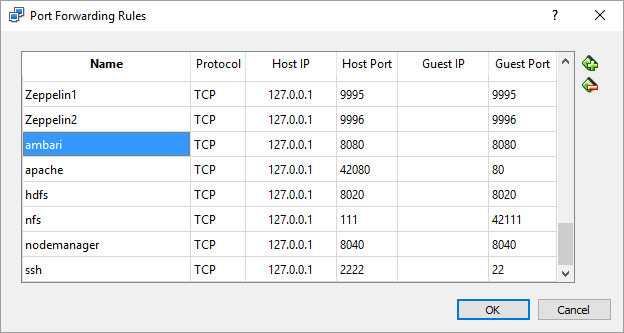 Port Forwarding Rules
Name Protocol Host IP Host Port Guest IP Guest Port
Zeppelin1 TCP 127.0.0.1 9995 9995
Zeppelin2 TCP 127.0.0.1 9996 9996
ambari TCP 127.0.0.1 8080 8080
apache TCP 127.0.0.1 42080 80
hdfs TCP 127.0.0.1 8020 8020
nfs TCP 127.0.0.1 111 42111
nodemanager TCP 127.0.0.1 8040 8040
ssh TCP 127.0.0.1 2222 22
OK Cancel